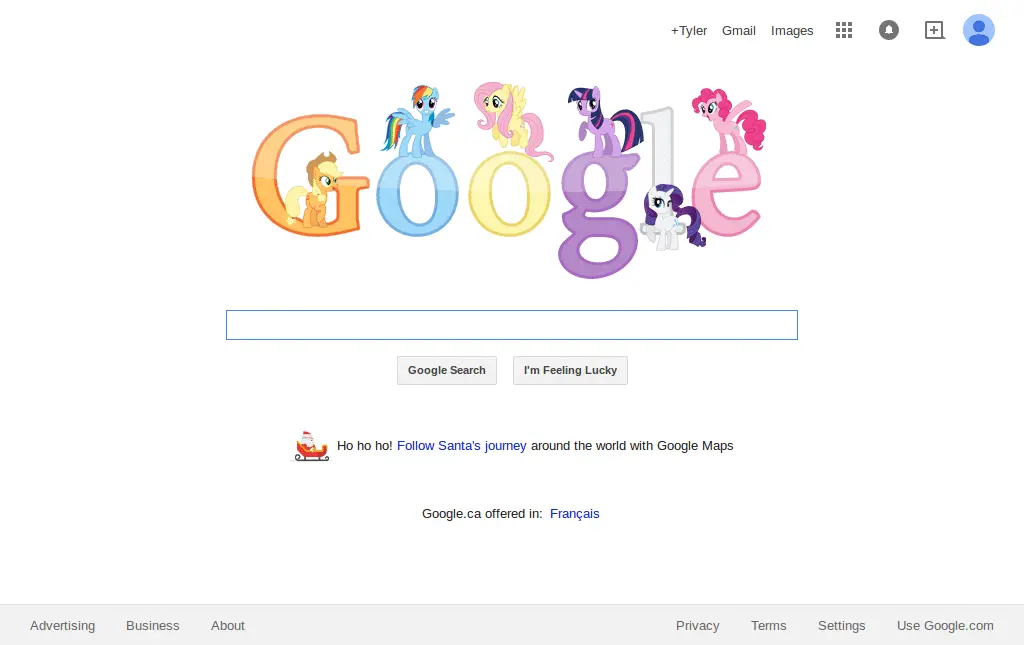 +Tyler Gmail Images
Google
Google Search I'm Feeling Lucky
Ho ho ho! Follow Santa's journey around the world with Google Maps
Google.ca offered in: Français
Advertising Business About Privacy Terms Settings Use Google.com